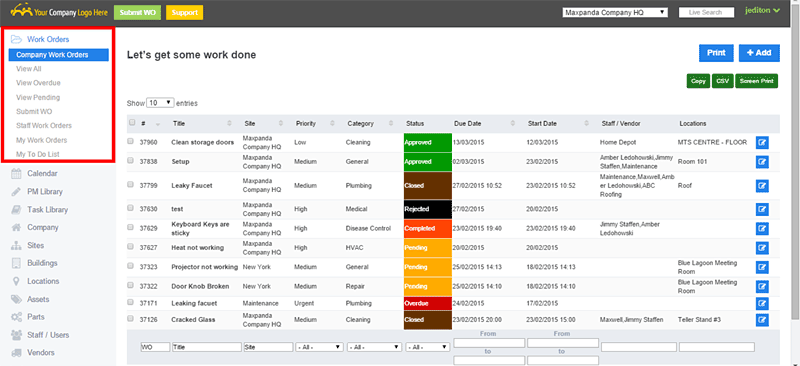 Your Company Logo Here Submit WO Support Maxpanda Company HQ Live Search jediton
Work Orders
Company Work Orders
View All
View Overdue
View Pending
Submit WO
Staff Work Orders
My Work Orders
My To Do List
Calendar
PM Library
Task Library
Company
Sites
Buildings
Locations
Assets
Parts
Staff / Users
Vendors
Let's get some work done
Print + Add
Copy CSV Screen Print
Show 10 entries
# Title Site Priority Category Status Due Date Start Date Staff / Vendor Locations
37960 Clean storage doors Maxpanda Company HQ Low Cleaning Approved 13/03/2015 12/03/2015 Home Depot MTS CENTRE - FLOOR
37838 Setup Maxpanda Company HQ Medium General Approved 02/03/2015 23/02/2015 Amber Ledohowski,Jimmy Staffen,Maintenance Room 101
37799 Leaky Faucet Maxpanda Company HQ Medium Plumbing Closed 27/02/2015 10:52 23/02/2015 10:52 Maintenance,Maxwell,Amber Ledohowski,ABC Roofing Roof
37630 test Maxpanda Company HQ High Medical Rejected 27/02/2015 20/02/2015
37629 Keyboard Keys are sticky Maxpanda Company HQ High Disease Control Completed 23/02/2015 19:40 23/02/2015 19:40 Jimmy Staffen,Amber Ledohowski
37627 Heat not working Maxpanda Company HQ High HVAC Pending 20/02/2015 20/02/2015
37323 Projector not working New York Medium General Pending 25/02/2015 14:13 18/02/2015 14:13 Blue Lagoon Meeting Room
37322 Door Knob Broken New York Medium Repair Pending 25/02/2015 14:10 18/02/2015 14:10 Blue Lagoon Meeting Room
37171 Leaking facuet Maintenance Urgent Plumbing Overdue 24/02/2015 17/02/2015
37126 Cracked Glass Maxpanda Company HQ Medium Plumbing Closed 23/02/2015 20:00 23/02/2015 15:00 Maxwell,Jimmy Staffen Teller Stand #3
From From
WO Title Site - All - - All - - All -
to to